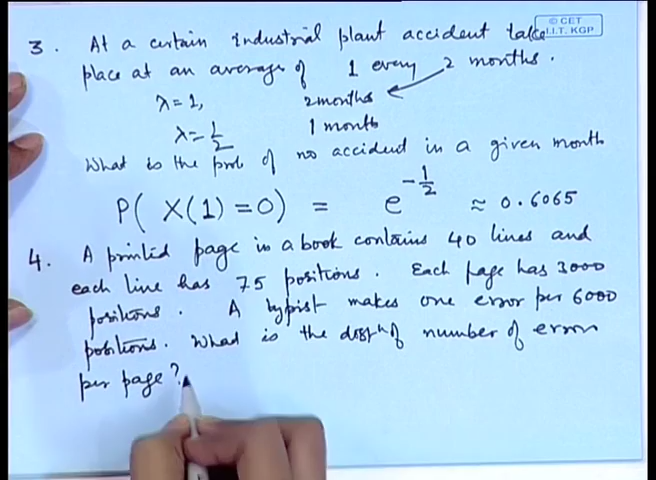 © CET
I.I.T. KGP
3. At a certain industrial plant accident take
place at an average of 1 every 2 months.
λ = 1, 2 months
λ = 1/2 1 month
What is the prob of no accident in a given month
P( X(1) = 0) = e^{-1/2} ≈ 0.6065
4. A printed page in a book contains 40 lines and
each line has 75 positions. Each page has 3000
positions. A typist makes one error per 6000
positions. What is the distⁿ of number of errors
per page?